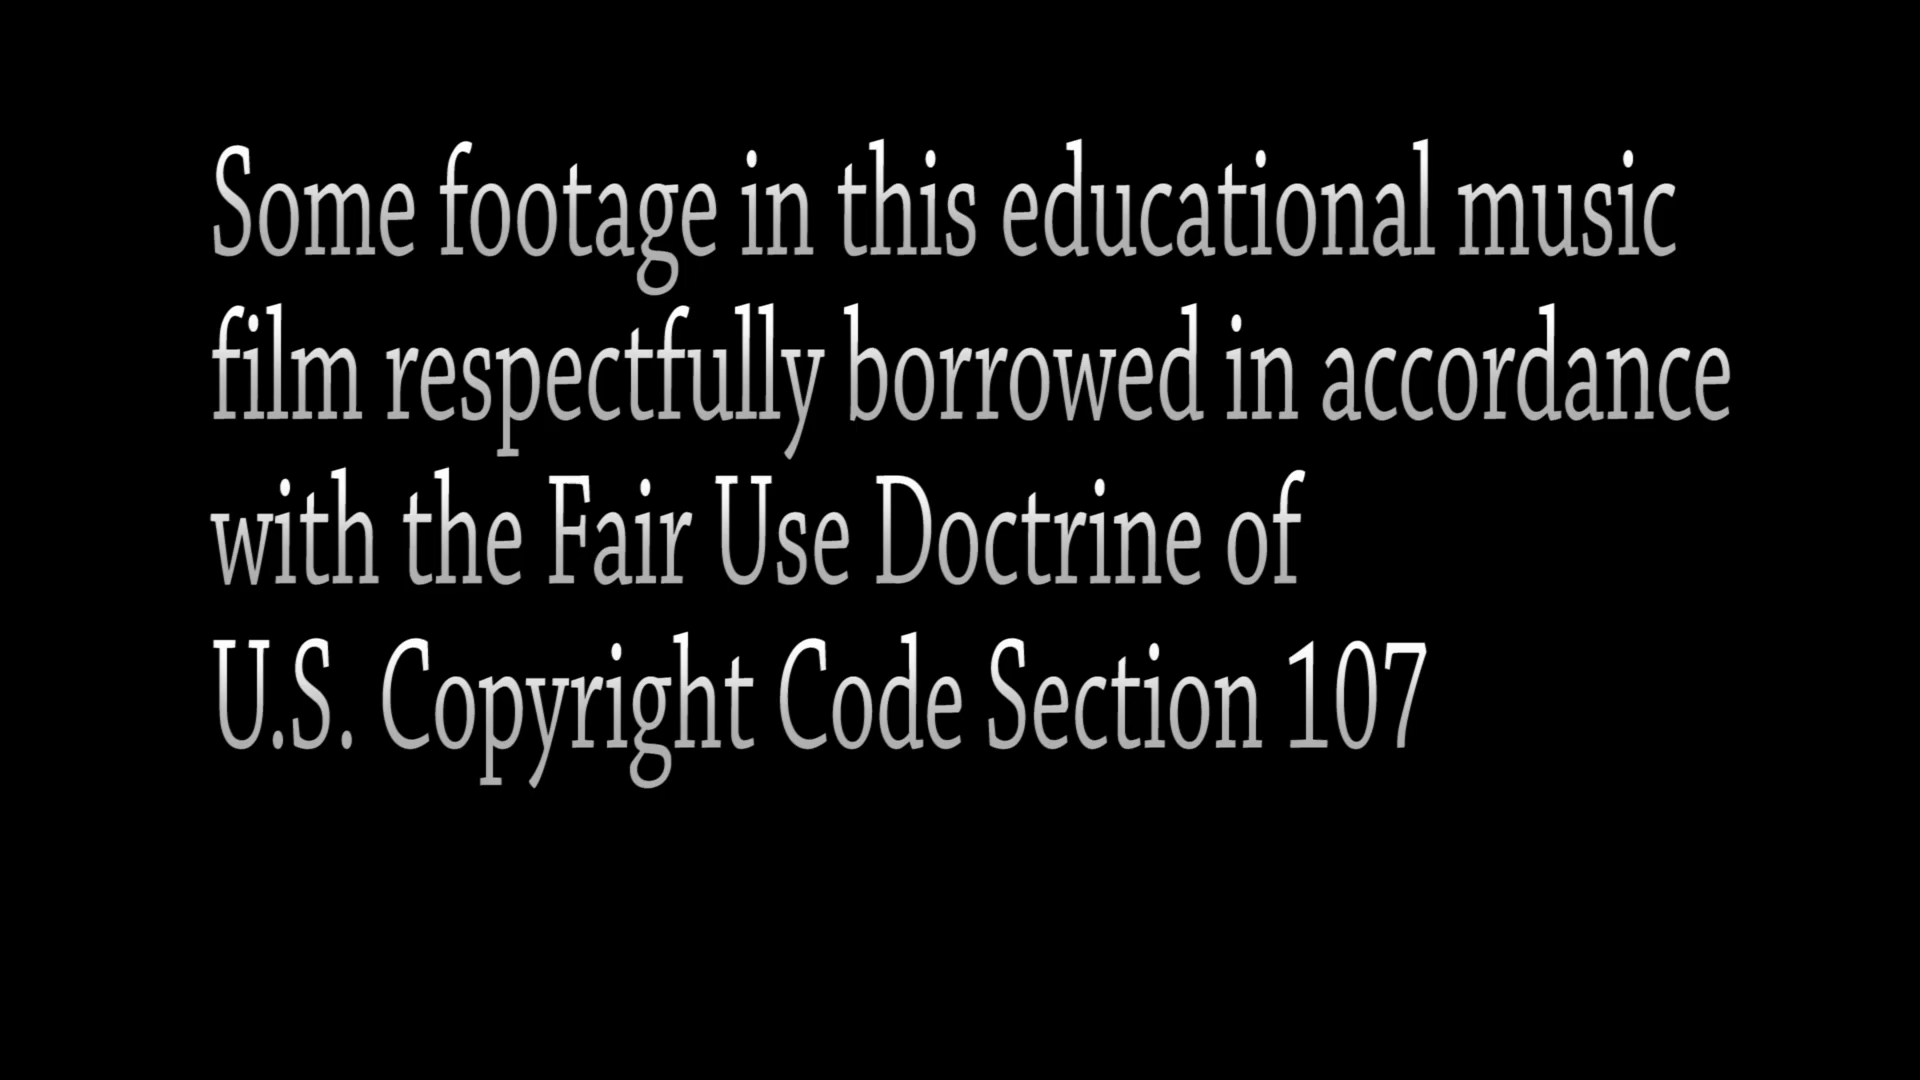 Some footage in this educational music
film respectfully borrowed in accordance
with the Fair Use Doctrine of
U.S. Copyright Code Section 107